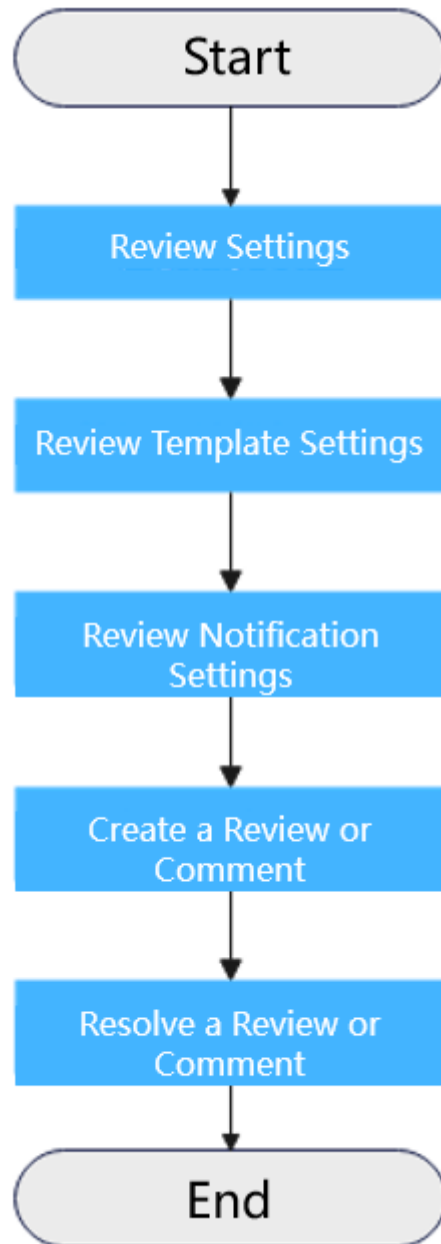 Start
Review Settings
Review Template Settings
Review Notification
Settings
Create a Review or
Comment
Resolve a Review or
Comment
End